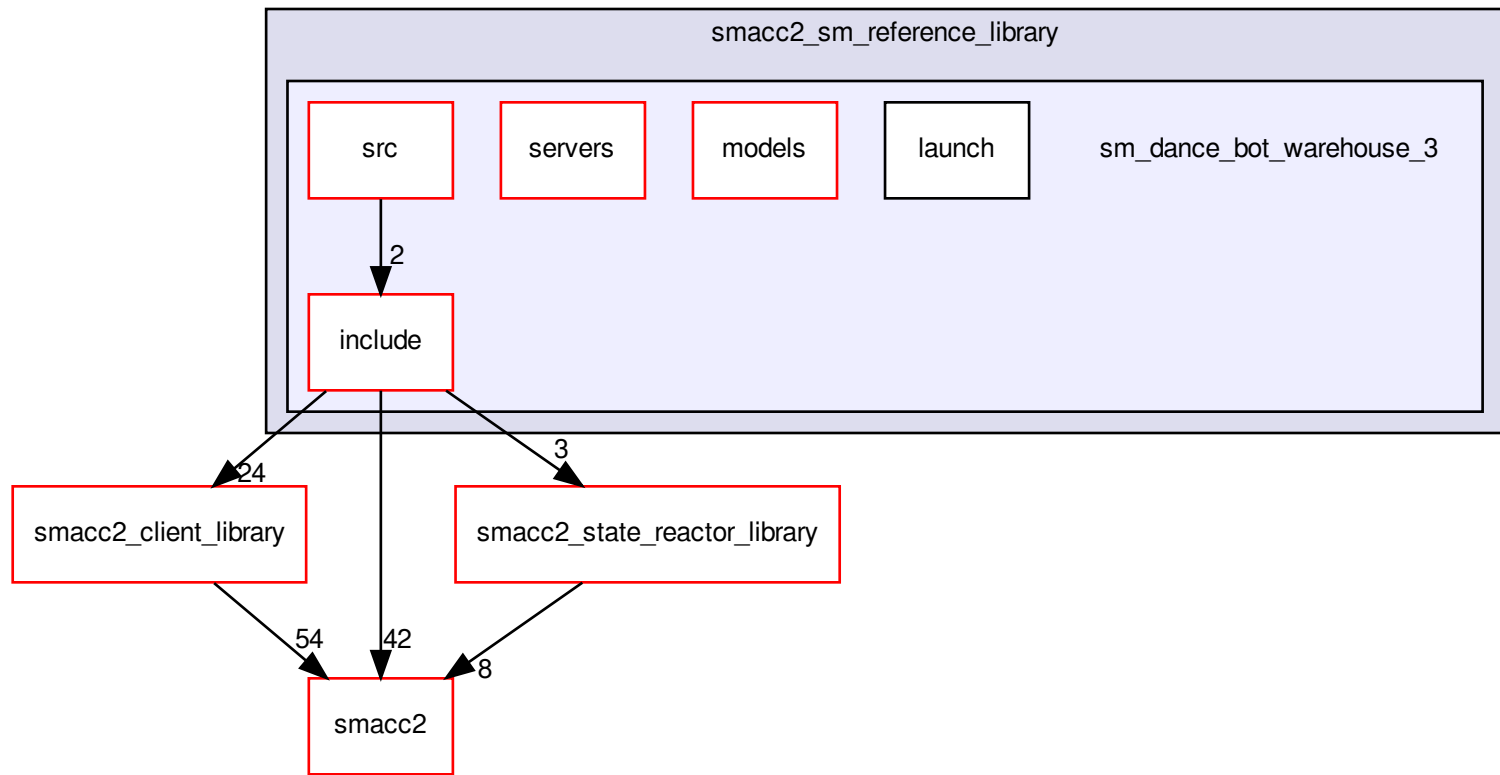 smacc2_sm_reference_library
src
servers
models
launch
sm_dance_bot_warehouse_3
2
include
24
3
smacc2_client_library
smacc2_state_reactor_library
54
42
8
smacc2